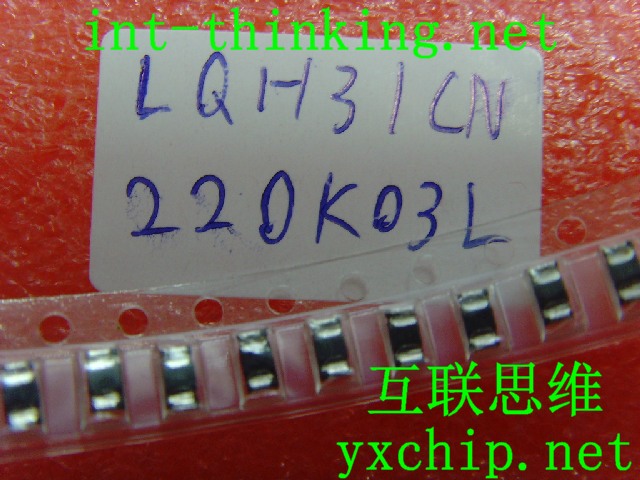 int-thinking.net
LQH31CN
220K03L
互联思维
yxchip.net